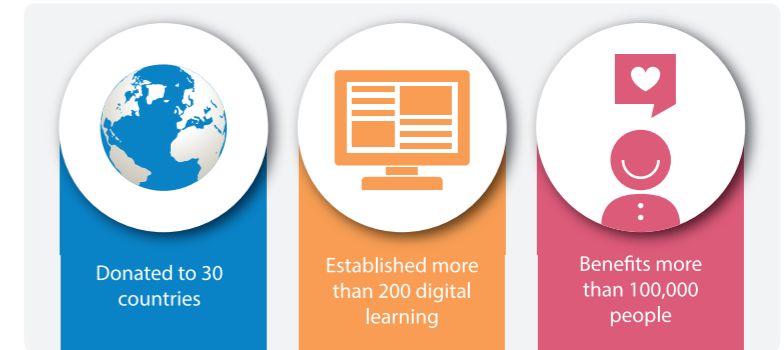 Donated to 30
countries
Established more
than 200 digital
learning
Benefits more
than 100,000
people